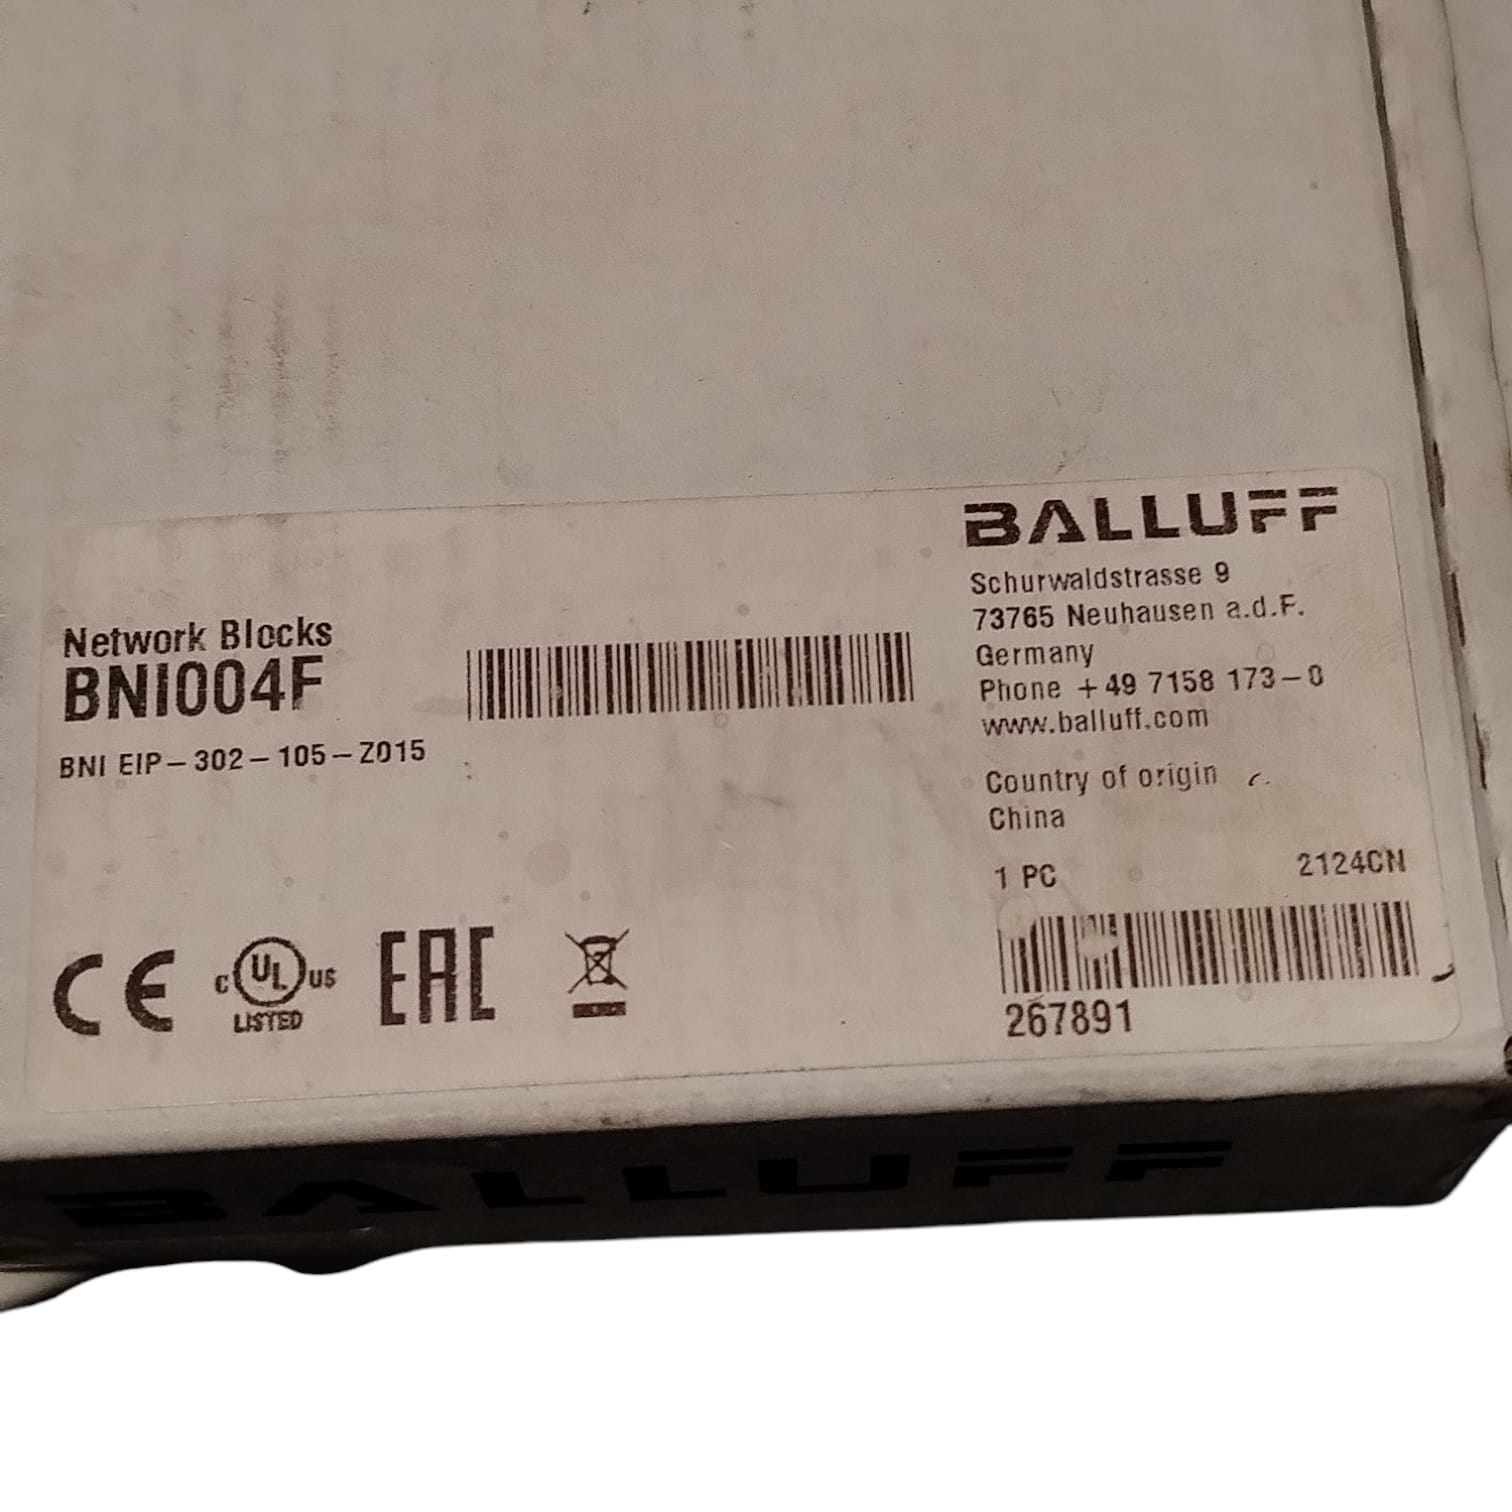 BALLUFF
Schurwaldstrasse 9
73765 Neuhausen a.d.F.
Germany
Phone +49 7158 173-0
www.balluff.com
Country of origin
China
1 PC 2124CN
267891
Network Blocks
BNI004F
BNI EIP-302-105-Z015
CE
c UL us
LISTED
EAC
BALLUFF